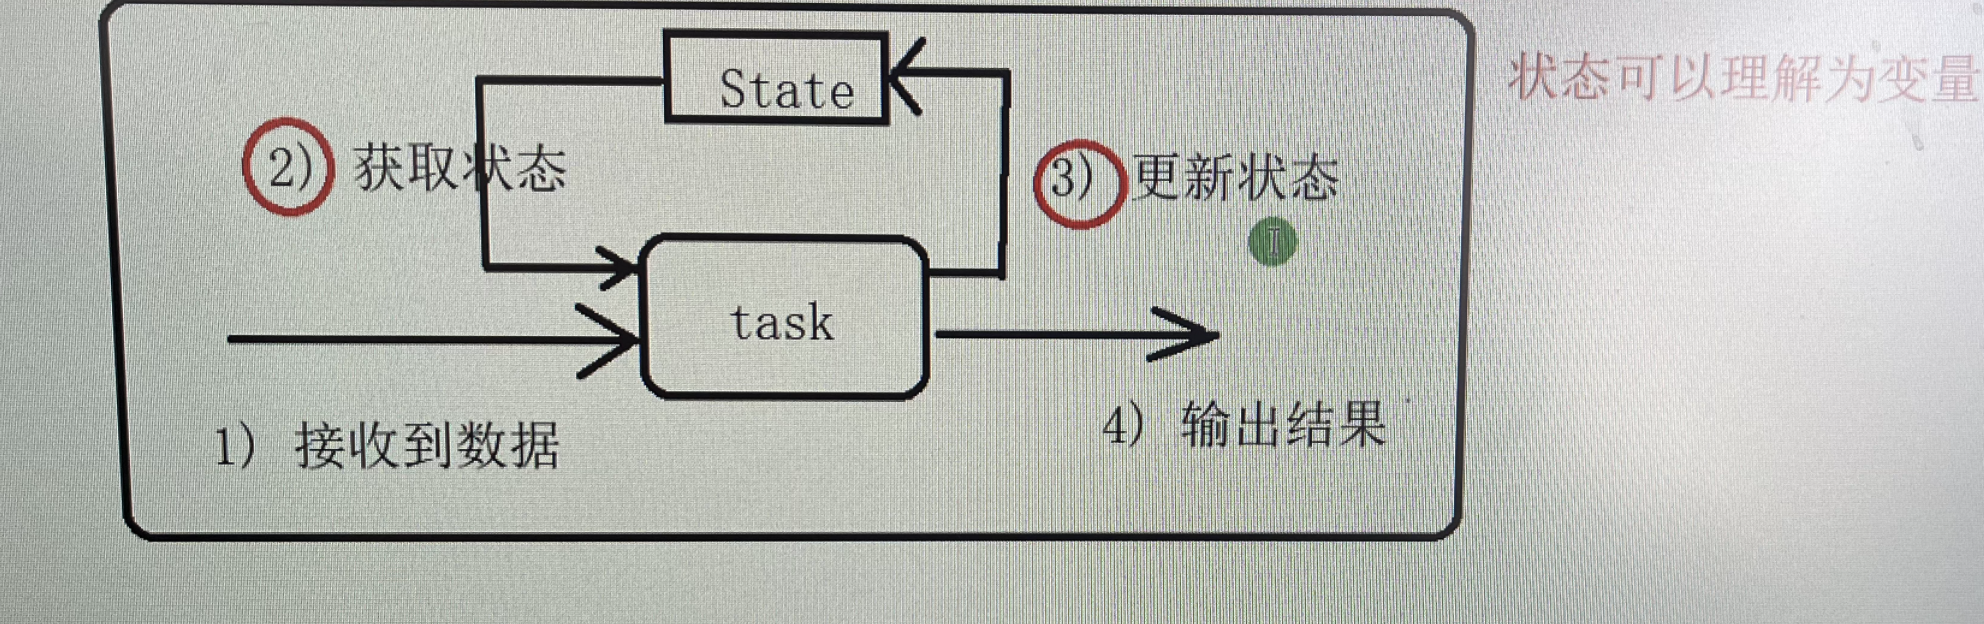 State
状态可以理解为变量
2) 获取状态
3) 更新状态
task
1) 接收到数据
4) 输出结果